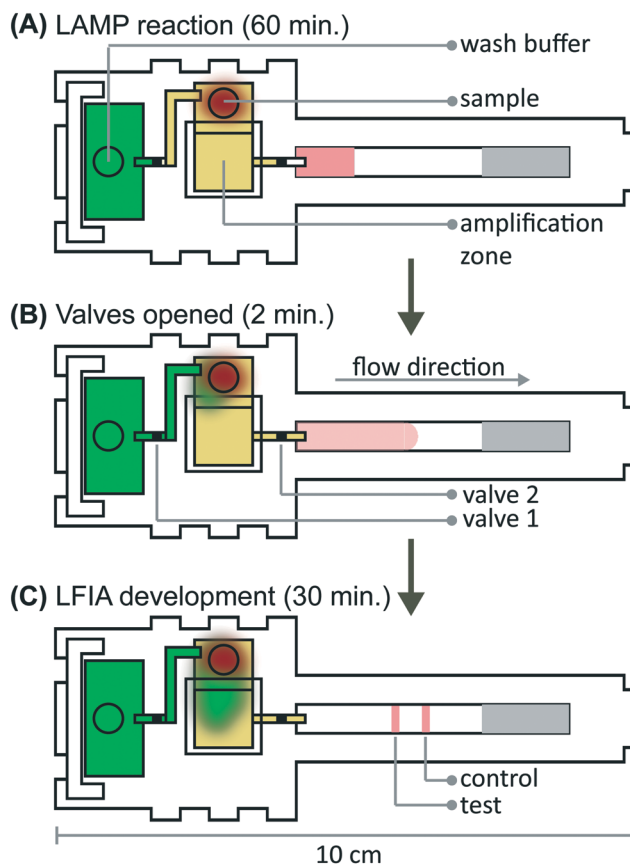 (A) LAMP reaction (60 min.)
wash buffer
sample
amplification
zone
(B) Valves opened (2 min.)
flow direction
valve 2
valve 1
(C) LFIA development (30 min.)
control
test
10 cm